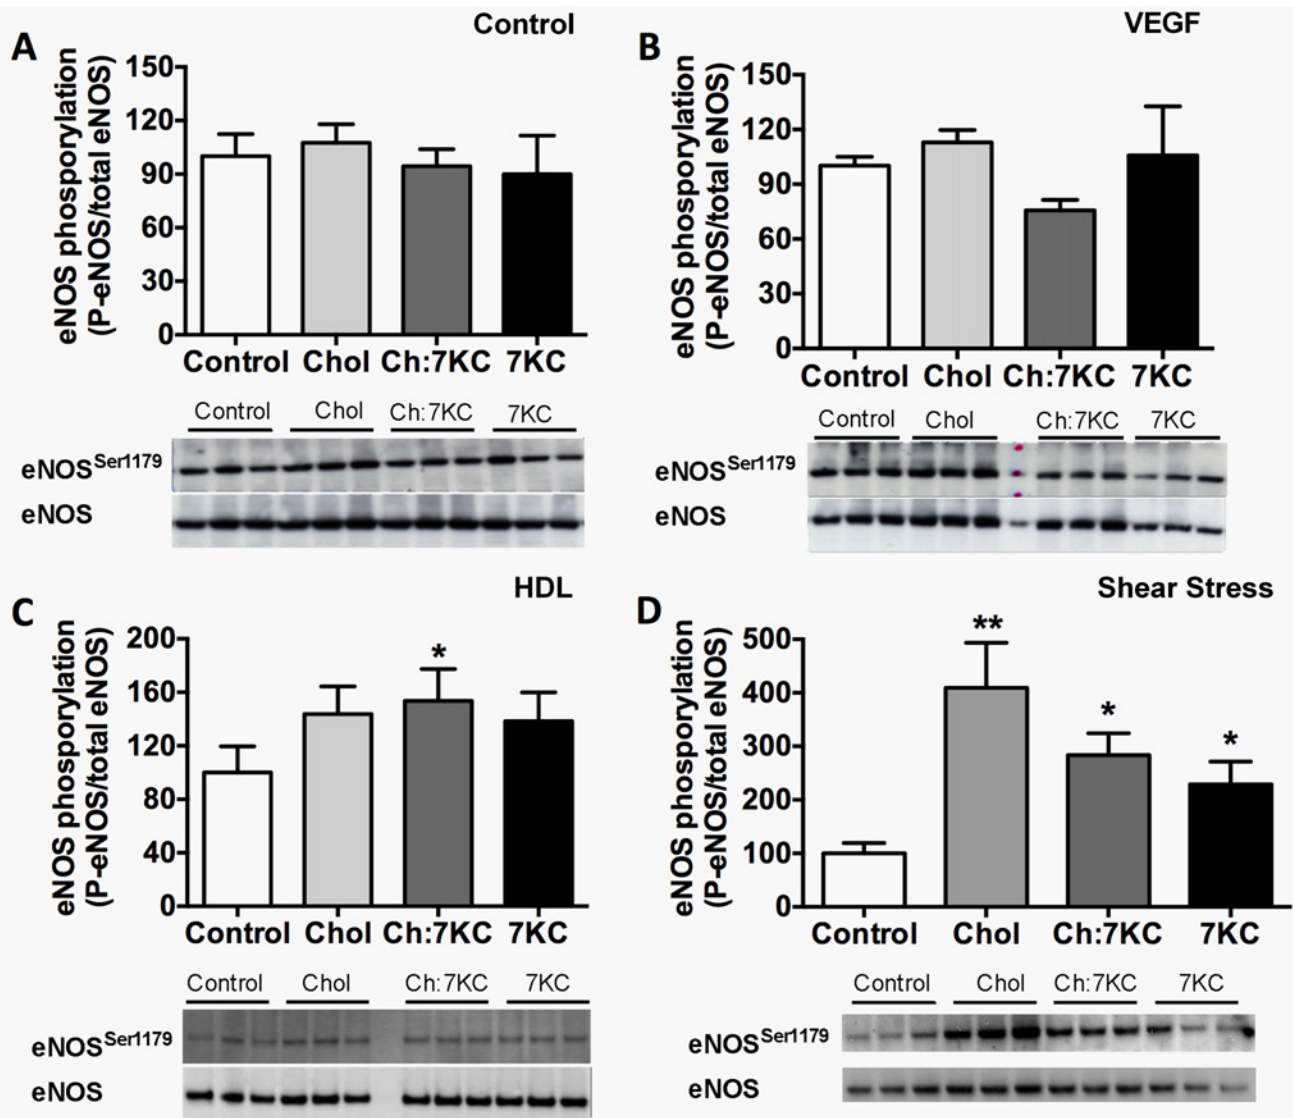 A
Control
eNOS phosporylation
(P-eNOS/total eNOS)
150
120
90
60
30
0
Control Chol Ch:7KC 7KC
Control Chol Ch:7KC 7KC
eNOSSer1179
eNOS
B
VEGF
eNOS phosporylation
(P-eNOS/total eNOS)
150
120
90
60
30
0
Control Chol Ch:7KC 7KC
Control Chol Ch:7KC 7KC
eNOSSer1179
eNOS
C
HDL
eNOS phosporylation
(P-eNOS/total eNOS)
200
160
120
80
40
0
*
Control Chol Ch:7KC 7KC
Control Chol Ch:7KC 7KC
eNOSSer1179
eNOS
D
Shear Stress
eNOS phosporylation
(P-eNOS/total eNOS)
500
400
300
200
100
0
**
*
*
Control Chol Ch:7KC 7KC
Control Chol Ch:7KC 7KC
eNOSSer1179
eNOS